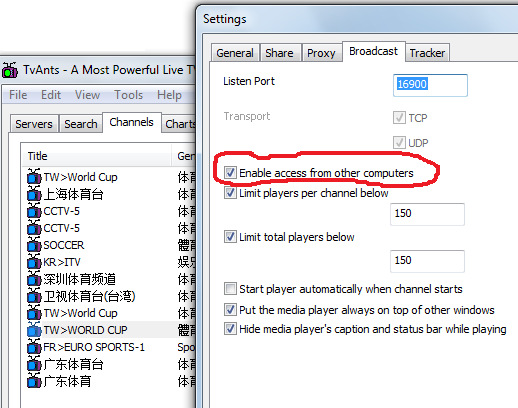 Settings
General
Share
Proxy
Broadcast
Tracker
Listen Port
16900
Transport
TCP
UDP
Enable access from other computers
Limit players per channel below
150
Limit total players below
150
Start player automatically when channel starts
Put the media player always on top of other windows
Hide media player's caption and status bar while playing
TvAnts - A Most Powerful Live T
File
Edit
View
Tools
Help
Servers
Search
Channels
Charts
Title
Gen
TW>World Cup
体育
上海体育台
体育
CCTV-5
体育
CCTV-5
体育
SOCCER
體育
KR>ITV
娱乐
深圳体育频道
体育
卫视体育台(台湾)
体育
TW>World Cup
体育
TW>WORLD CUP
體育
FR>EURO SPORTS-1
Spo
广东体育台
体育
广东体育
体育